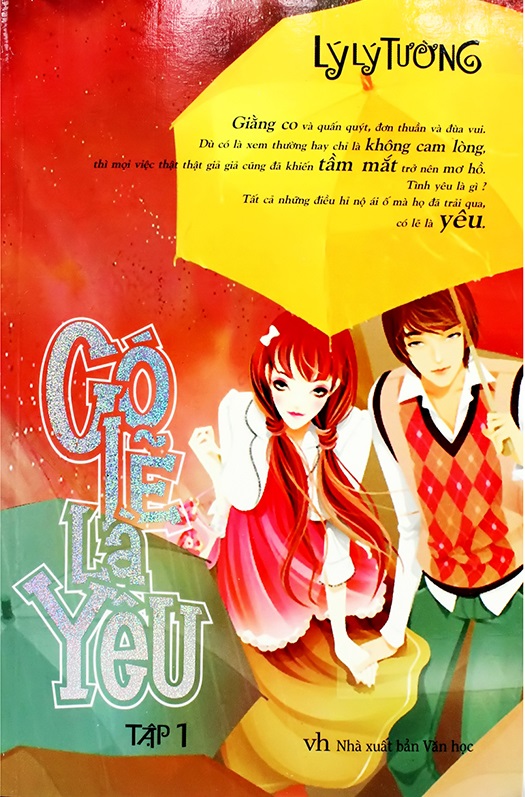 LÝ LÝ TƯỜNG
Giằng co và quấn quýt, đơn thuần và đùa vui.
Dù có là xem thường hay chỉ là không cam lòng,
thì mọi việc thật thật giả giả cũng đã khiến tầm mắt trở nên mơ hồ.
Tình yêu là gì ?
Tất cả những điều hỉ nộ ái ố mà họ đã trải qua,
có lẽ là yêu.
CÓ
LẼ
Là
Yêu
TẬP 1
vh Nhà xuất bản Văn học